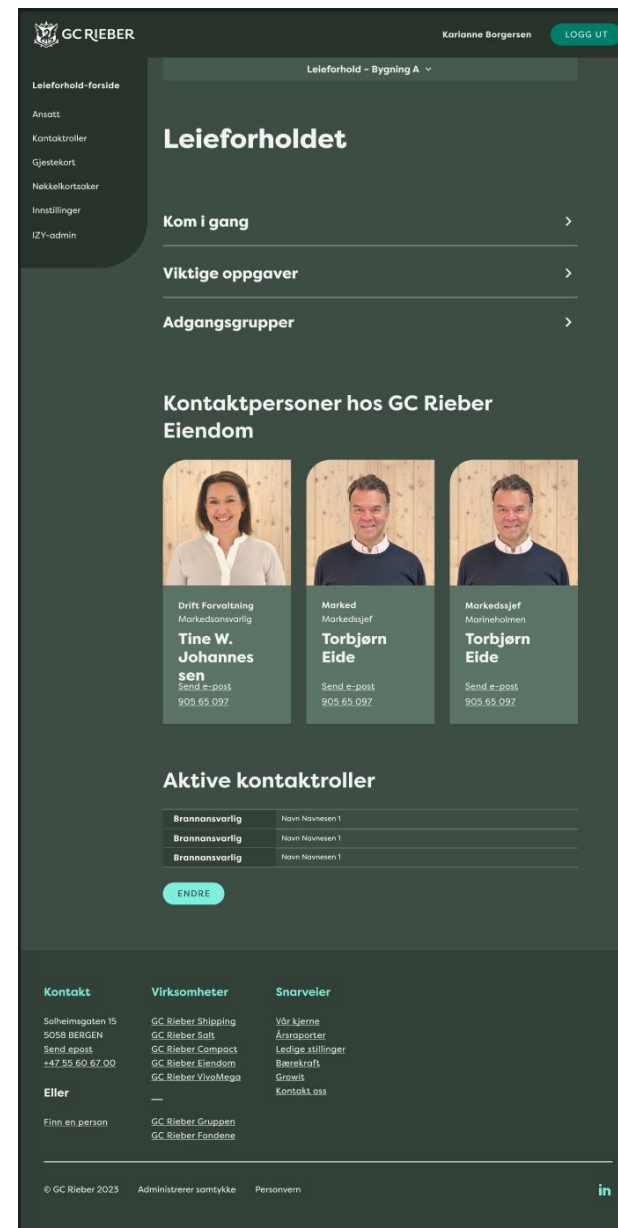 GC RIEBER
Karianne Borgersen
LOGG UT
Leieforhold-forside
Ansatt
Kontaktroller
Gjestekort
Nøkkelkortsaker
Innstillinger
IZY-admin
Leieforhold – Bygning A
Leieforholdet
Kom i gang
Viktige oppgaver
Adgangsgrupper
Kontaktpersoner hos GC Rieber
Eiendom
Drift Forvaltning
Markedsansvarlig
Tine W.
Johannes
sen
Send e-post
905 65 097
Marked
Markedssjef
Torbjørn
Eide
Send e-post
905 65 097
Markedssjef
Marineholmen
Torbjørn
Eide
Send e-post
905 65 097
Aktive kontaktroller
Brannansvarlig Navn Navnesen 1
Brannansvarlig Navn Navnesen 1
Brannansvarlig Navn Navnesen 1
ENDRE
Kontakt
Solheimsgaten 15
5058 BERGEN
Send epost
+47 55 60 67 00
Eller
Finn en person
Virksomheter
GC Rieber Shipping
GC Rieber Salt
GC Rieber Compact
GC Rieber Eiendom
GC Rieber VivoMega
—
GC Rieber Gruppen
GC Rieber Fondene
Snarveier
Vår kjerne
Årsraporter
Ledige stillinger
Bærekraft
Growit
Kontakt oss
© GC Rieber 2023
Administrerer samtykke
Personvern
in